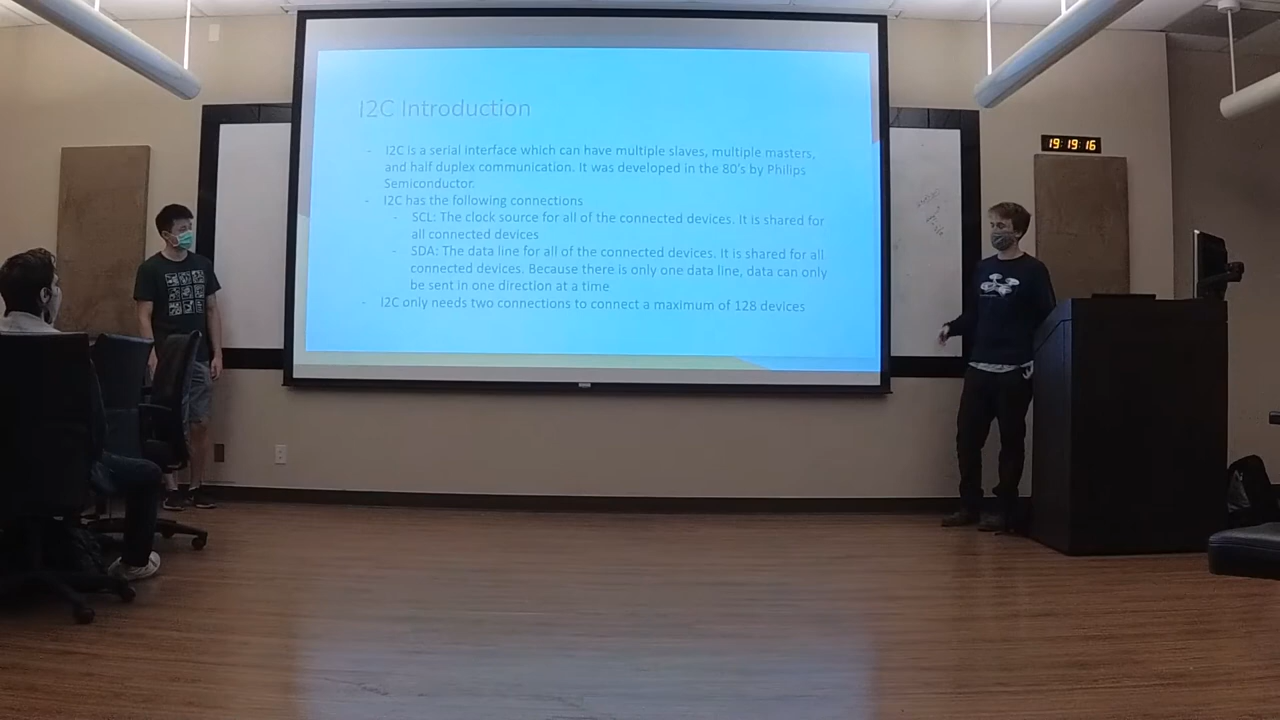 I2C Introduction
- I2C is a serial interface which can have multiple slaves, multiple masters,
and half duplex communication. It was developed in the 80's by Philips
Semiconductor.
- I2C has the following connections
- SCL: The clock source for all of the connected devices. It is shared for
all connected devices
- SDA: The data line for all of the connected devices. It is shared for all
connected devices. Because there is only one data line, data can only
be sent in one direction at a time
- I2C only needs two connections to connect a maximum of 128 devices
19:19:16